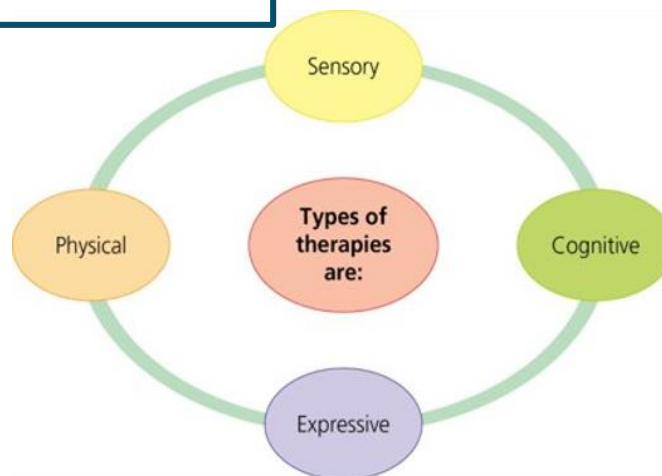 Sensory
Physical
Types of
therapies
are:
Cognitive
Expressive